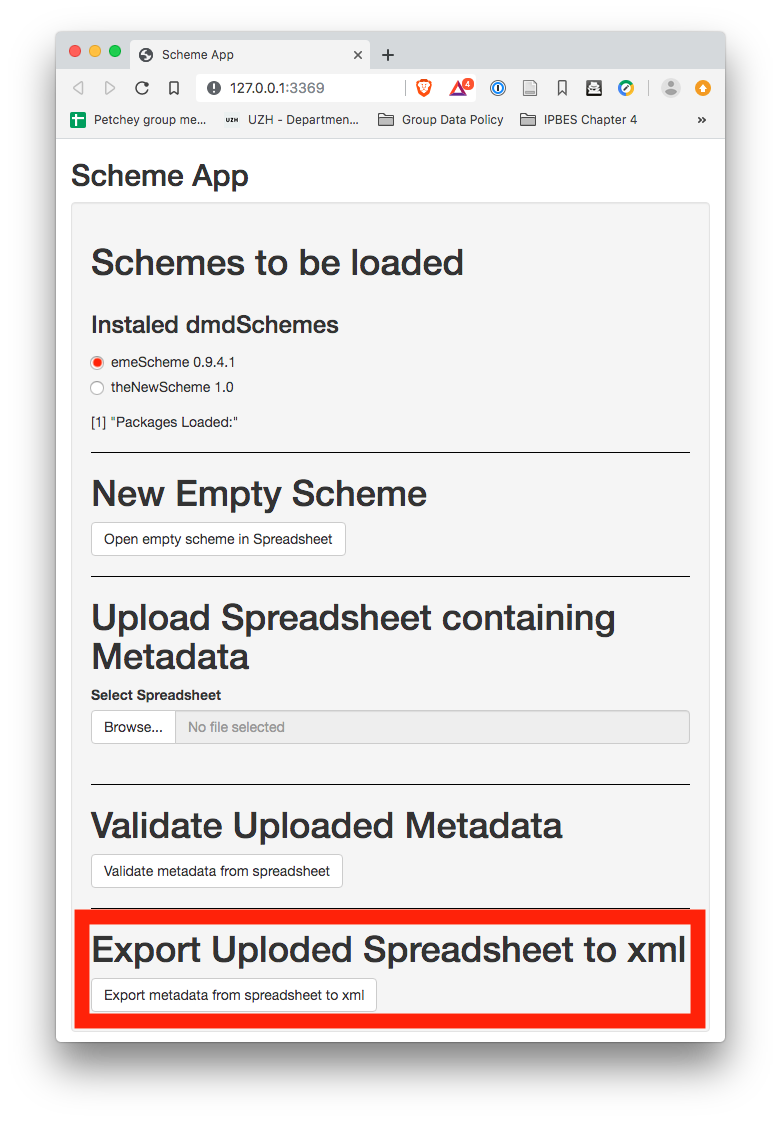 Scheme App
127.0.0.1:3369
4
Petchey group me... UZH UZH - Departmen... Group Data Policy IPBES Chapter 4 »
Scheme App
Schemes to be loaded
Instaled dmdSchemes
emeScheme 0.9.4.1
theNewScheme 1.0
[1] "Packages Loaded:"
New Empty Scheme
Open empty scheme in Spreadsheet
Upload Spreadsheet containing
Metadata
Select Spreadsheet
Browse... No file selected
Validate Uploaded Metadata
Validate metadata from spreadsheet
Export Uploded Spreadsheet to xml
Export metadata from spreadsheet to xml